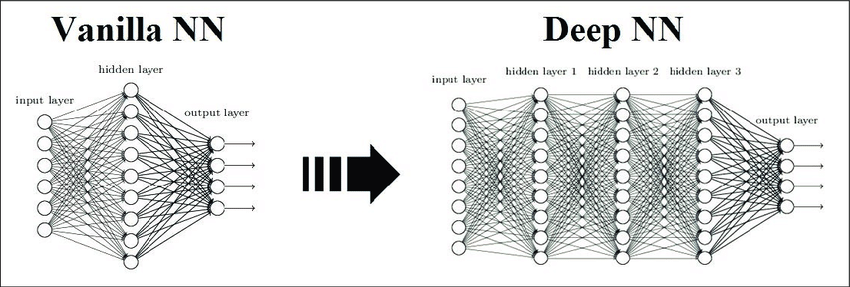 Vanilla NN
hidden layer
input layer
output layer
Deep NN
hidden layer 1 hidden layer 2 hidden layer 3
input layer
output layer